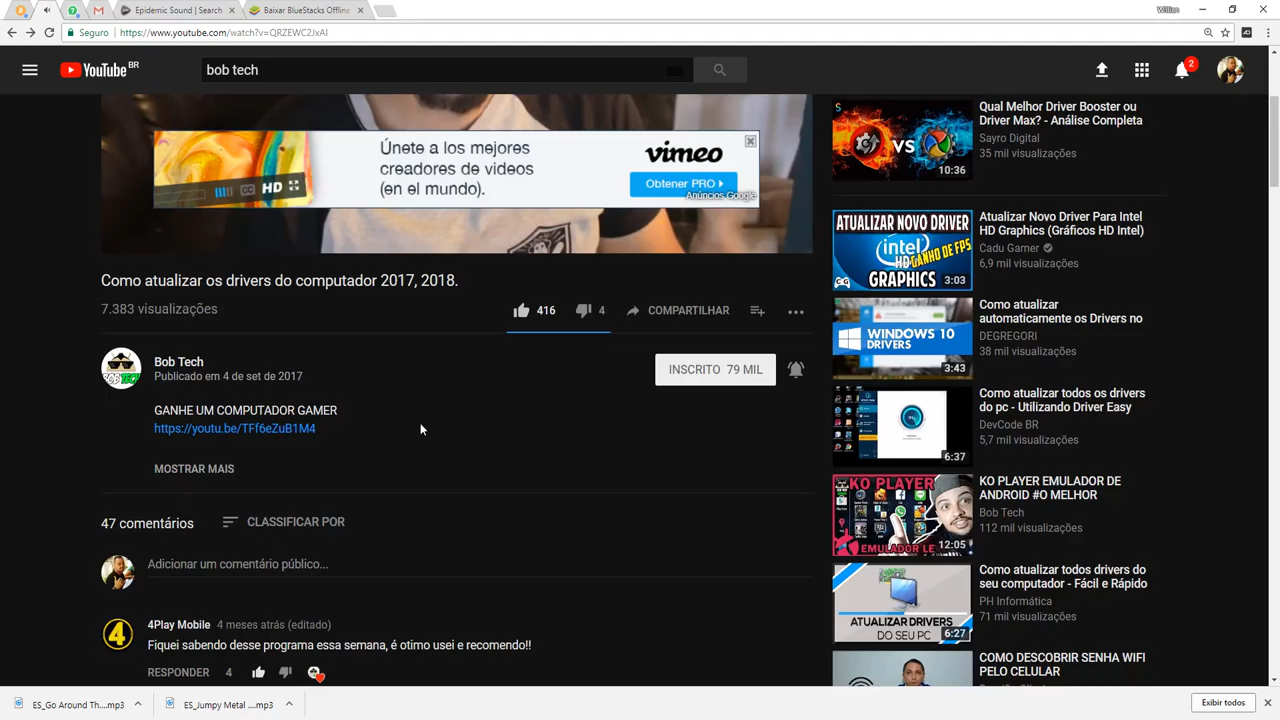 Epidemic Sound | Search
Baixar BlueStacks Offline
Willian
Seguro
https://www.youtube.com/watch?v=QRZEWC2JxAI
YouTube BR
bob tech
2
Únete a los mejores
creadores de videos
(en el mundo).
vimeo
Obtener PRO
Anúncios Google
CC HD
Como atualizar os drivers do computador 2017, 2018.
7.383 visualizações
416
4
COMPARTILHAR
Bob Tech
Publicado em 4 de set de 2017
INSCRITO 79 MIL
GANHE UM COMPUTADOR GAMER
https://youtu.be/TFf6eZuB1M4
MOSTRAR MAIS
47 comentários
CLASSIFICAR POR
Adicionar um comentário público...
4
4Play Mobile 4 meses atrás (editado)
Fiquei sabendo desse programa essa semana, é otimo usei e recomendo!!
RESPONDER 4
S
VS
10:36
Qual Melhor Driver Booster ou
Driver Max? - Análise Completa
Sayro Digital
35 mil visualizações
ATUALIZAR NOVO DRIVER
intel
HD GANHO DE FPS
GRAPHICS
CG
3:03
Atualizar Novo Driver Para Intel
HD Graphics (Gráficos HD Intel)
Cadu Gamer
6,9 mil visualizações
WINDOWS 10
DRIVERS
3:43
Como atualizar
automaticamente os Drivers no
DEGREGORI
38 mil visualizações
6:37
Como atualizar todos os drivers
do pc - Utilizando Driver Easy
DevCode BR
5,7 mil visualizações
KO PLAYER
EMULADOR LE
12:05
KO PLAYER EMULADOR DE
ANDROID #O MELHOR
Bob Tech
112 mil visualizações
ATUALIZAR DRIVERS
DO SEU PC
6:27
Como atualizar todos drivers do
seu computador - Fácil e Rápido
PH Informática
71 mil visualizações
COMO DESCOBRIR SENHA WIFI
PELO CELULAR
ES_Go Around Th....mp3
ES_Jumpy Metal ....mp3
Exibir todos